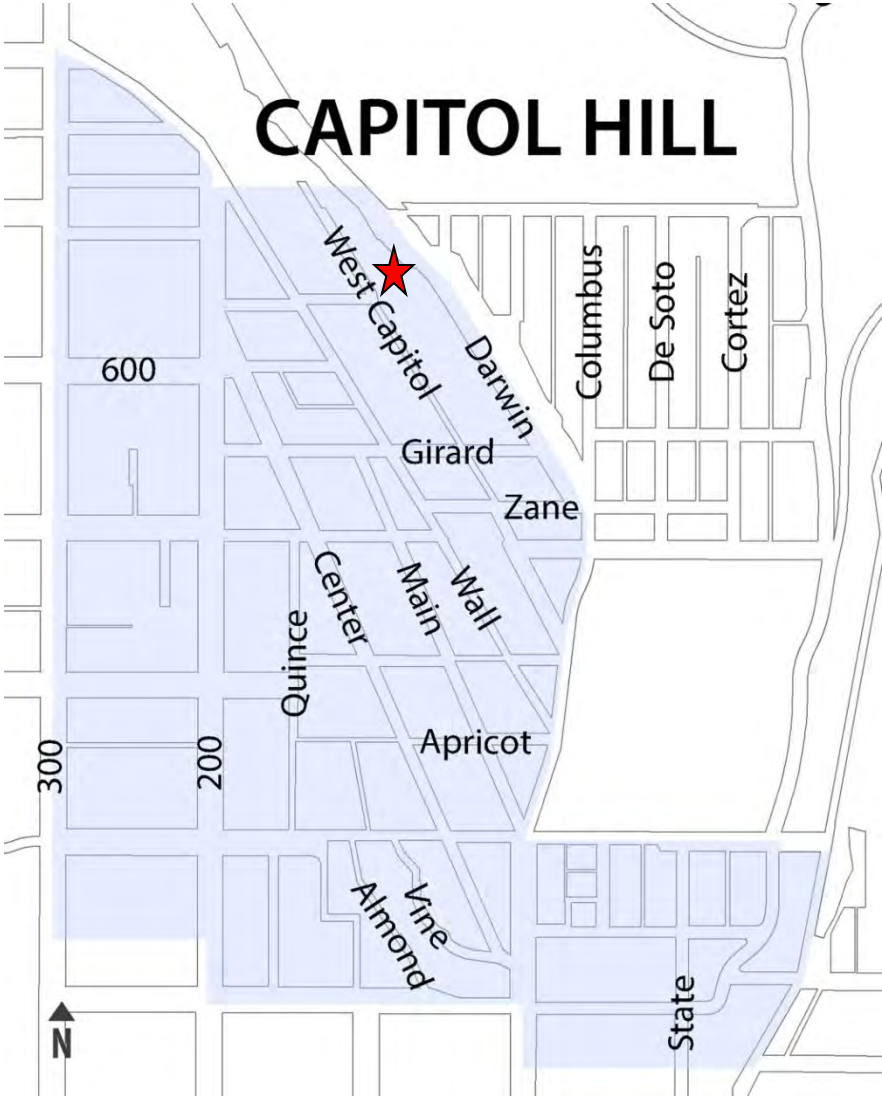 CAPITOL HILL
West Capitol
Darwin
Columbus
De Soto
Cortez
600
Girard
Zane
Center
Main
Wall
Quince
Apricot
300
200
Almond
Vine
State
N